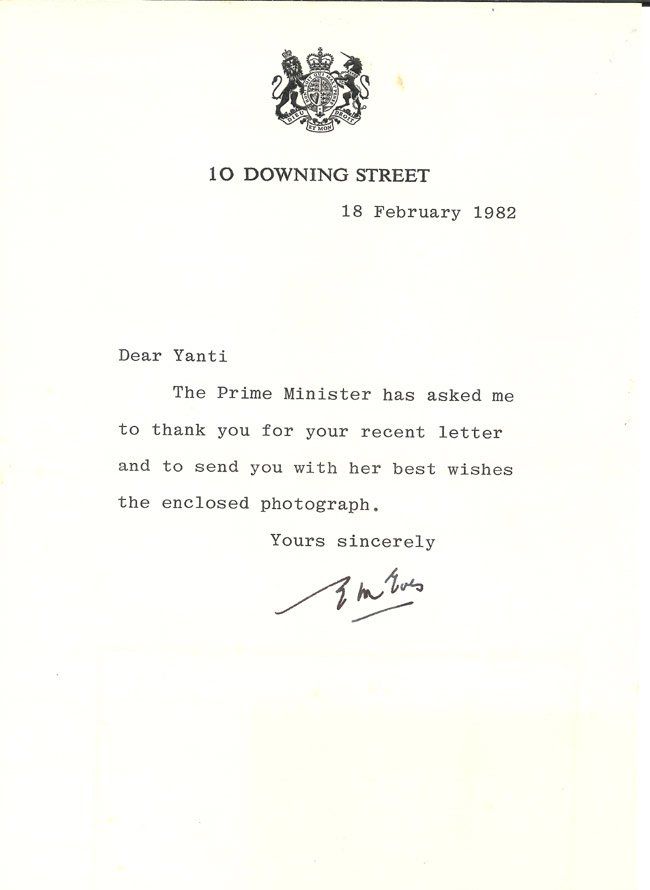 DIEU ET MON DROIT
10 DOWNING STREET
18 February 1982
Dear Yanti
The Prime Minister has asked me
to thank you for your recent letter
and to send you with her best wishes
the enclosed photograph.
Yours sincerely